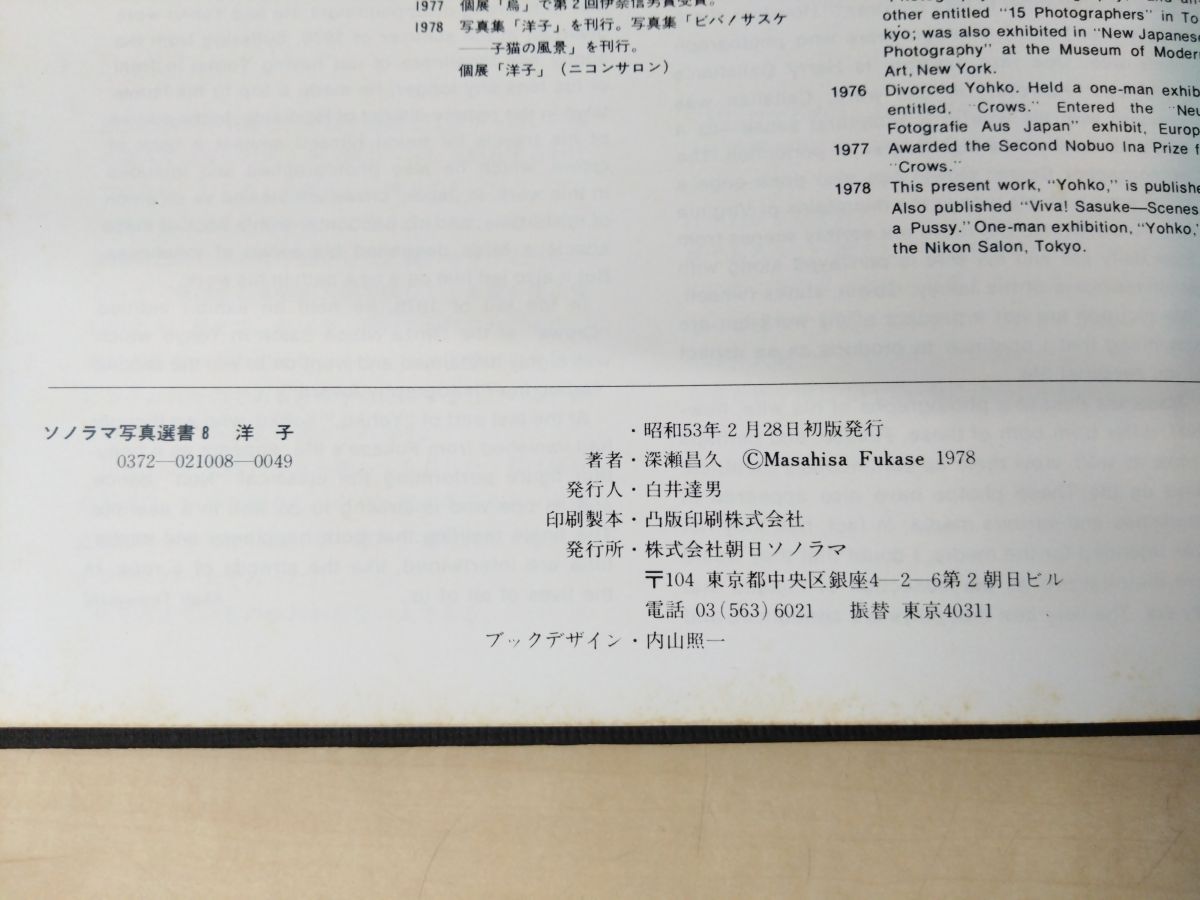 1977 個展「烏」で第2回伊奈信男賞受賞。
1978 写真集「洋子」を刊行。写真集「ビバ!サスケ
——子猫の風景」を刊行。
個展「洋子」（ニコンサロン）
other entitled "15 Photographers" in To-
kyo; was also exhibited in "New Japanese
Photography" at the Museum of Modern
Art, New York.
1976 Divorced Yohko. Held a one-man exhib
entitled, "Crows." Entered the "Neu
Fotografie Aus Japan" exhibit, Europ
1977 Awarded the Second Nobuo Ina Prize f
"Crows."
1978 This present work, "Yohko," is publishe
Also published "Viva! Sasuke—Scenes
a Pussy." One-man exhibition, "Yohko,"
the Nikon Salon, Tokyo.
ソノラマ写真選書8 洋子
0372—021008—0049
・昭和53年2月28日初版発行
著者・深瀬昌久 ©Masahisa Fukase 1978
発行人・白井達男
印刷製本・凸版印刷株式会社
発行所・株式会社朝日ソノラマ
〒104 東京都中央区銀座4—2—6第2朝日ビル
電話 03(563)6021 振替 東京40311
ブックデザイン・内山照一